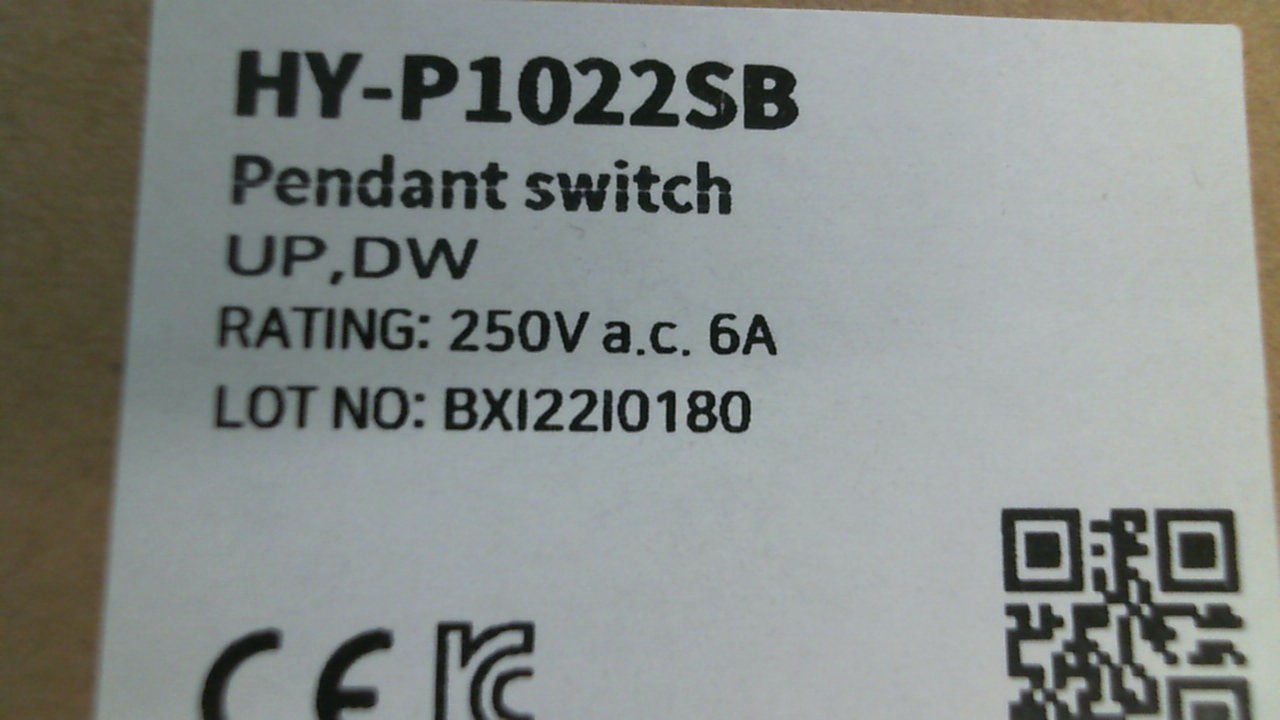 HY-P1022SB
Pendant switch
UP,DW
RATING: 250V a.c. 6A
LOT NO: BXI22I0180
CE